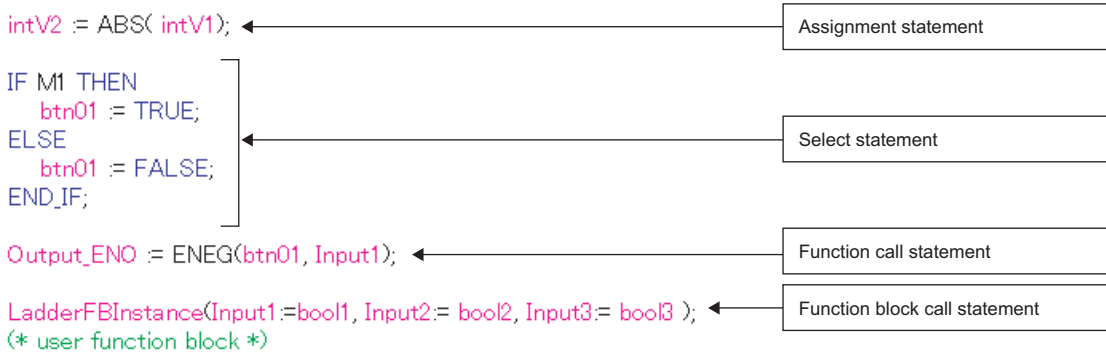 intV2 := ABS( intV1);
Assignment statement
IF M1 THEN
btn01 := TRUE;
ELSE
btn01 := FALSE;
END_IF;
Select statement
Output_ENO := ENEG(btn01, Input1);
Function call statement
LadderFBInstance(Input1:=bool1, Input2:= bool2, Input3:= bool3 );
Function block call statement
(* user function block *)